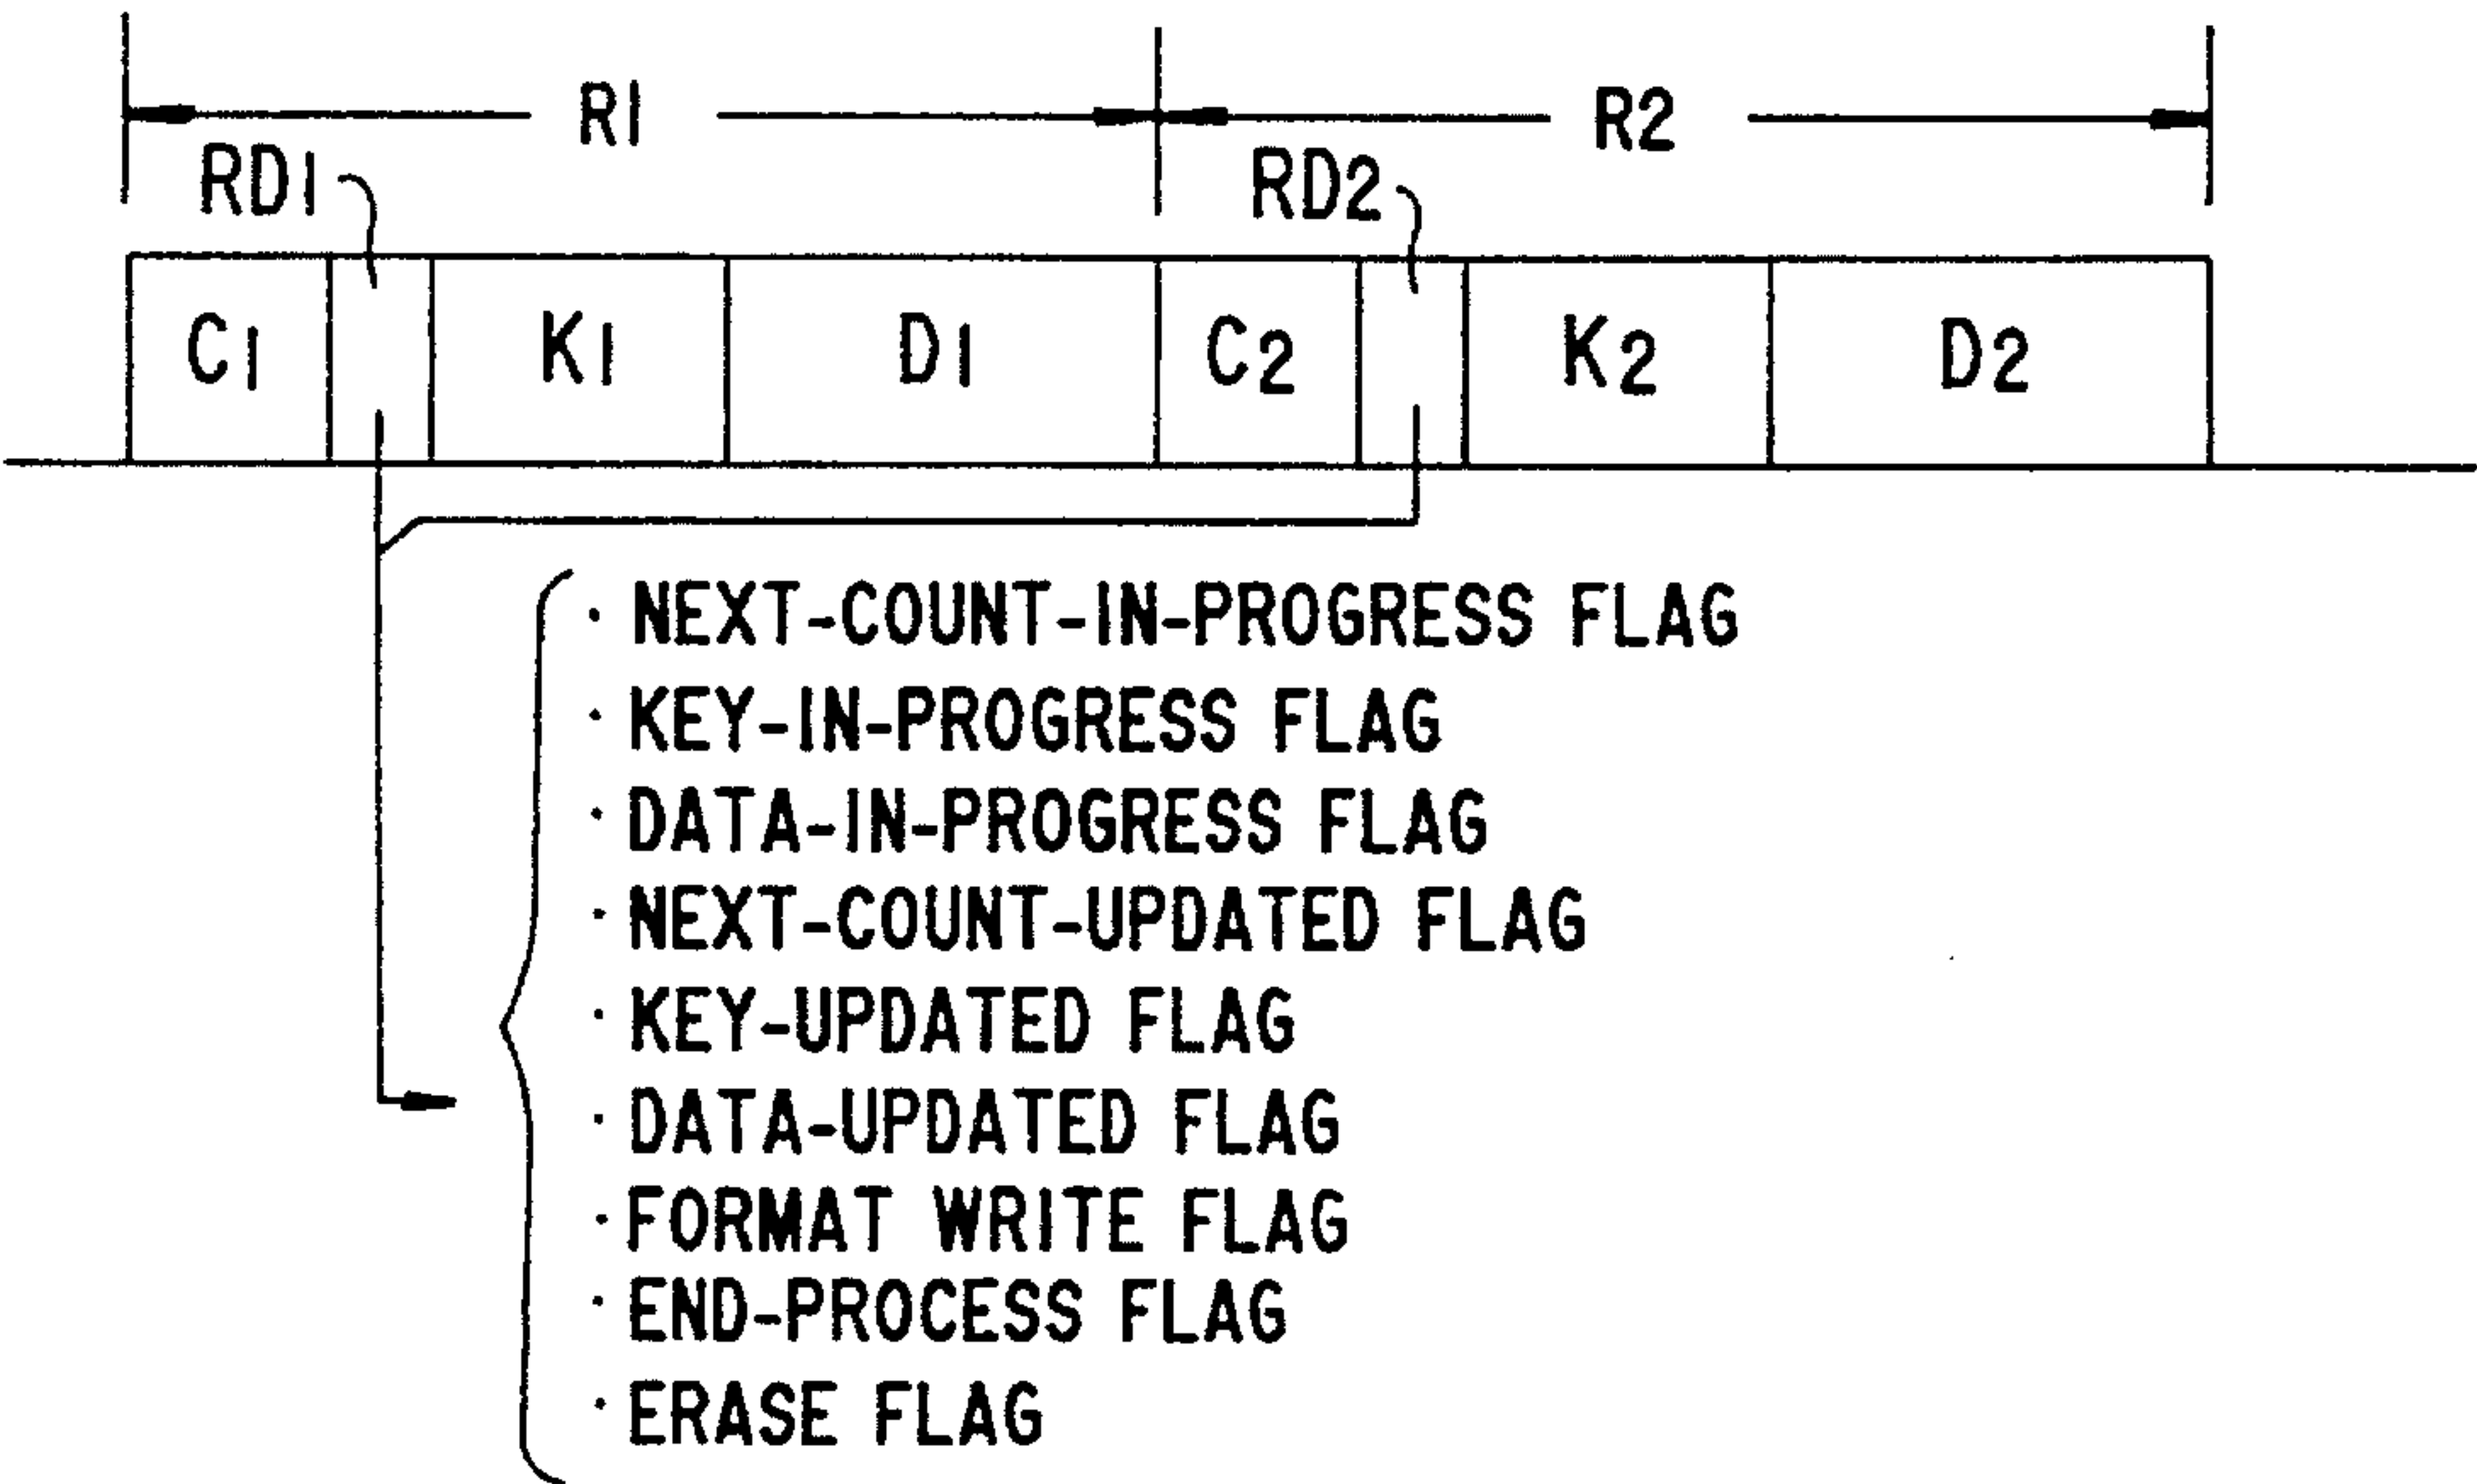 R1 R2
RD1 RD2
C1 K1 D1 C2 K2 D2
· NEXT-COUNT-IN-PROGRESS FLAG
· KEY-IN-PROGRESS FLAG
· DATA-IN-PROGRESS FLAG
· NEXT-COUNT-UPDATED FLAG
· KEY-UPDATED FLAG
· DATA-UPDATED FLAG
· FORMAT WRITE FLAG
· END-PROCESS FLAG
· ERASE FLAG